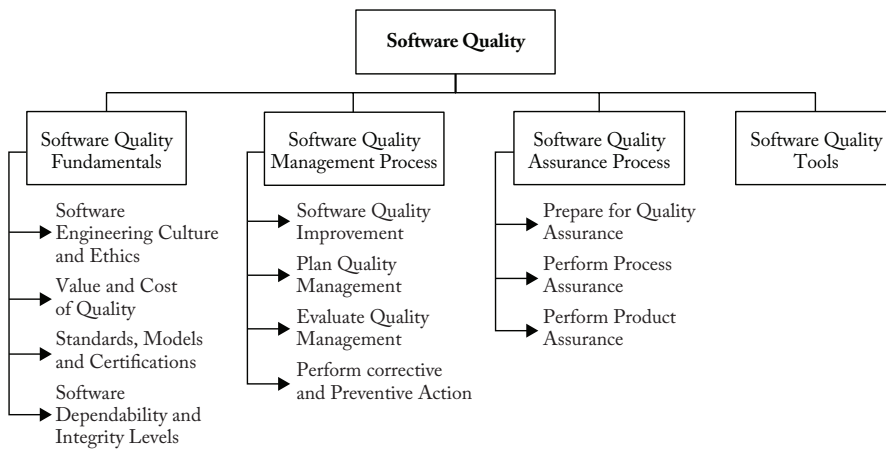 Software Quality
Software Quality
Fundamentals
Software
Engineering Culture
and Ethics
Value and Cost
of Quality
Standards, Models
and Certifications
Software
Dependability and
Integrity Levels
Software Quality
Management Process
Software Quality
Improvement
Plan Quality
Management
Evaluate Quality
Management
Perform corrective
and Preventive Action
Software Quality
Assurance Process
Prepare for Quality
Assurance
Perform Process
Assurance
Perform Product
Assurance
Software Quality
Tools